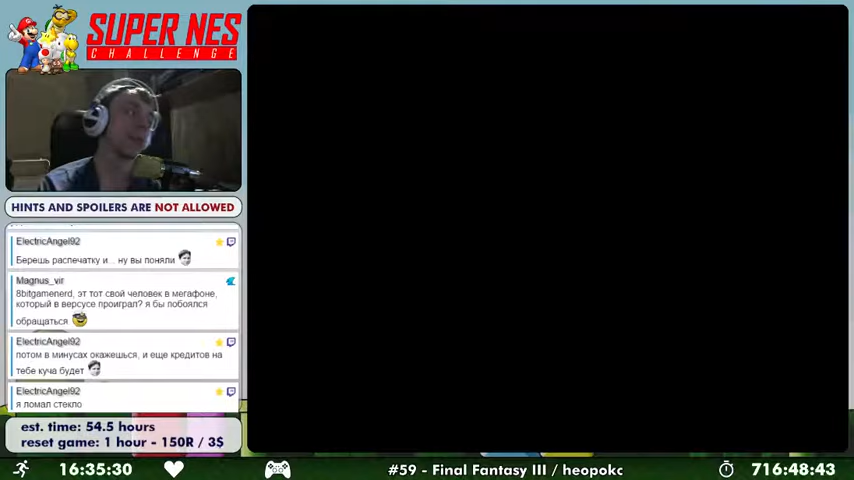 SUPER NES
CHALLENGE
HINTS AND SPOILERS ARE NOT ALLOWED
ElectricAngel92
Берешь распечатку и... ну вы поняли
Magnus_vir
8bitgamenerd, эт тот свой человек в мегафоне,
который в версусе проиграл? я бы побоялся
обращаться
ElectricAngel92
потом в минусах окажешься, и еще кредитов на
тебе куча будет
ElectricAngel92
я ломал стекло
est. time: 54.5 hours
reset game: 1 hour - 150R / 3$
16:35:30
#59 - Final Fantasy III / heopokc
716:48:43